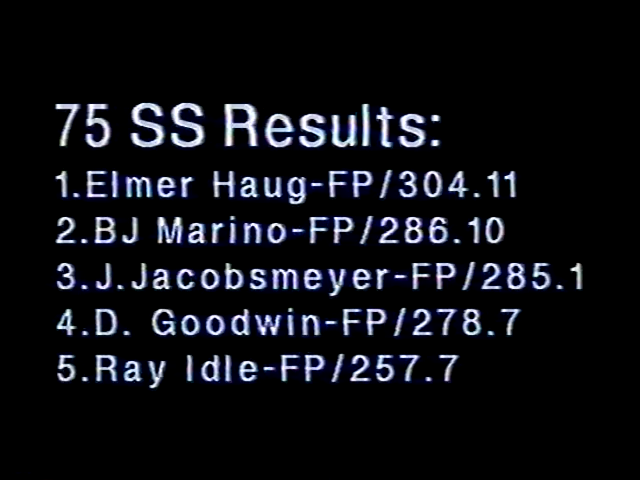 75 SS Results:
1.Elmer Haug-FP/304.11
2.BJ Marino-FP/286.10
3.J.Jacobsmeyer-FP/285.1
4.D. Goodwin-FP/278.7
5.Ray Idle-FP/257.7